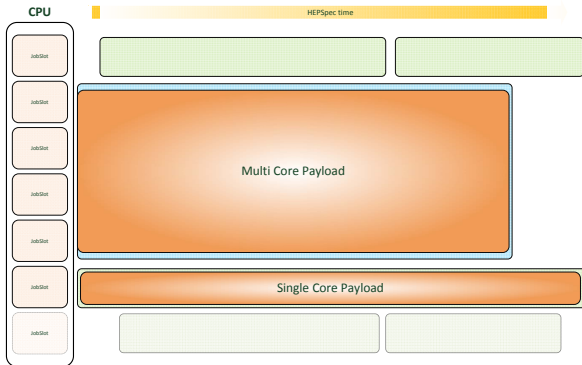 CPU
HEPSpec time
JobSlot
JobSlot
JobSlot
Multi Core Payload
JobSlot
JobSlot
JobSlot
Single Core Payload
JobSlot